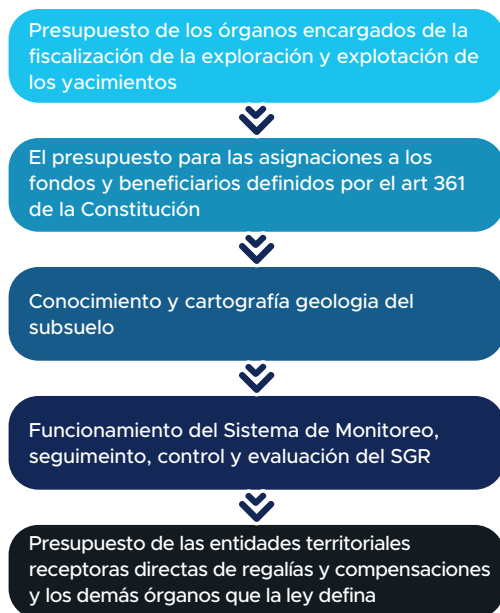 Presupuesto de los órganos encargados de la
fiscalización de la exploración y explotación de
los yacimientos
El presupuesto para las asignaciones a los
fondos y beneficiarios definidos por el art 361
de la Constitución
Conocimiento y cartografía geologia del
subsuelo
Funcionamiento del Sistema de Monitoreo,
seguimeinto, control y evaluación del SGR
Presupuesto de las entidades territoriales
receptoras directas de regalías y compensaciones
y los demás órganos que la ley defina